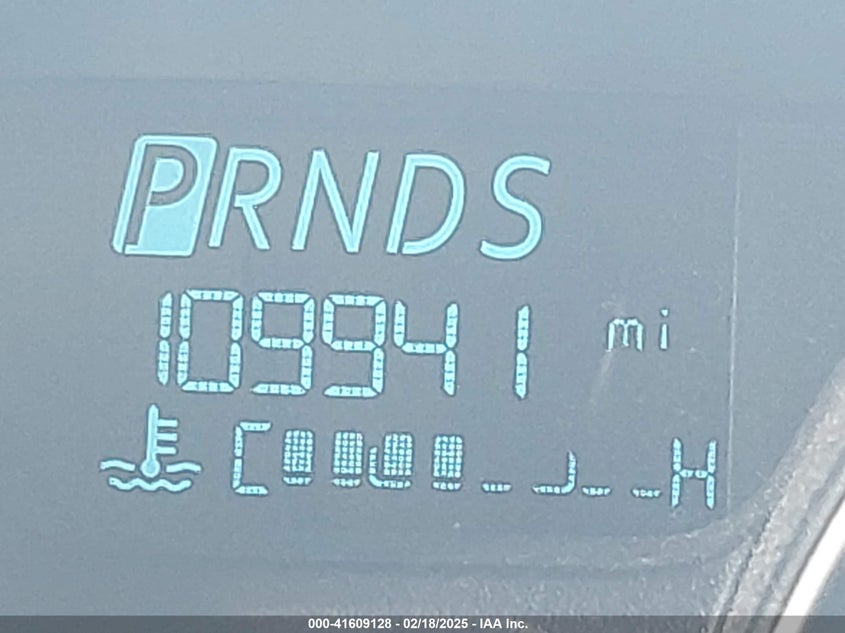 PRNDS
109941 mi
C H
000-41609128 - 02/18/2025 - IAA Inc.